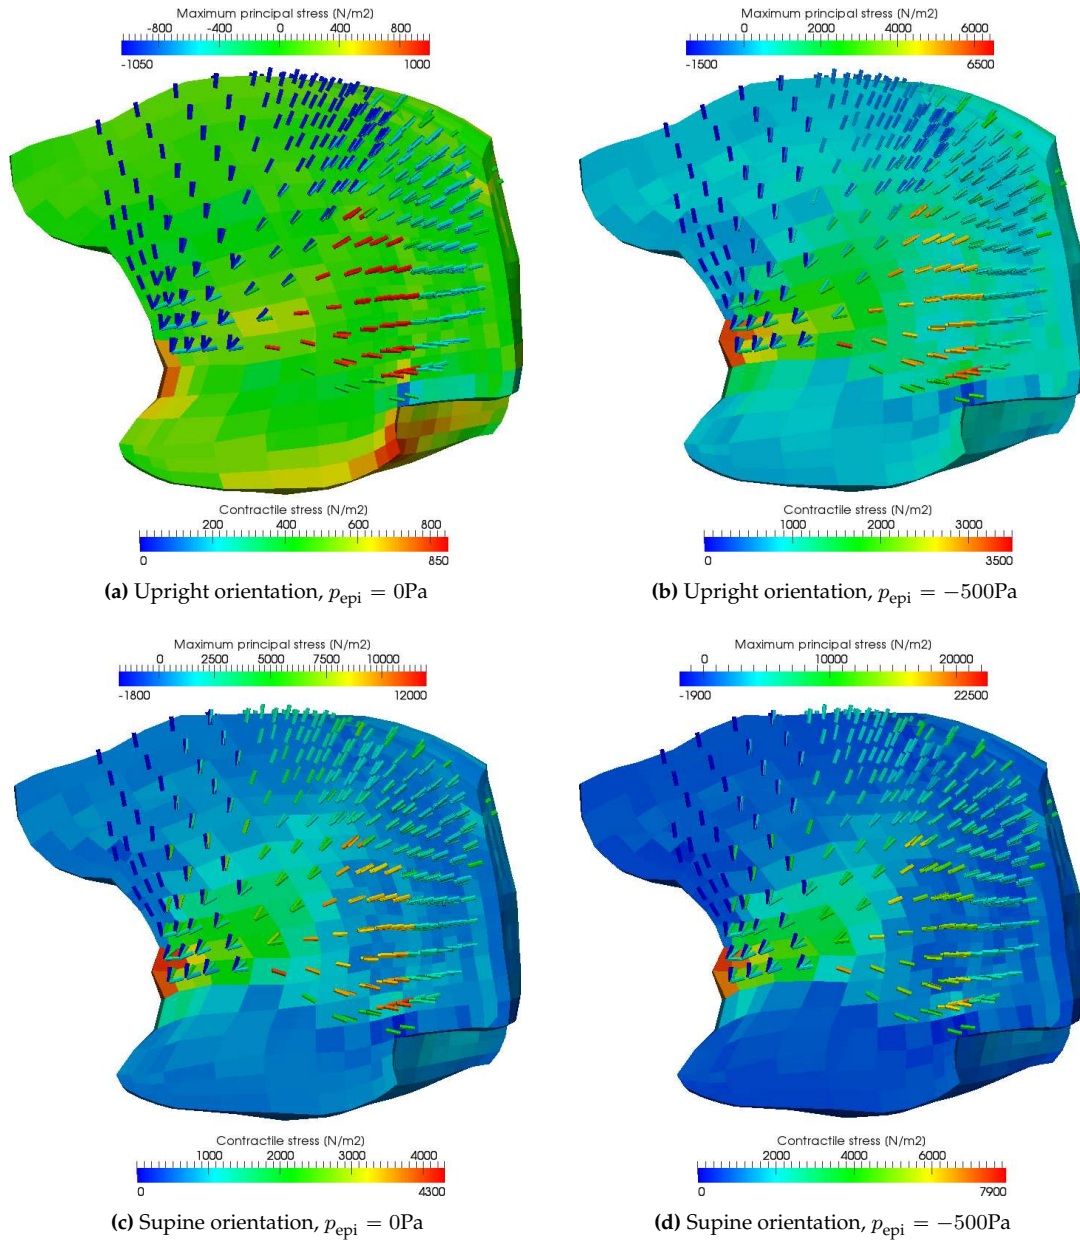 Maximum principal stress (N/m2)
-800 -400 0 400 800
-1050 1000
Contractile stress (N/m2)
200 400 600 800
0 850
(a) Upright orientation, p_epi = 0Pa
Maximum principal stress (N/m2)
0 2000 4000 6000
-1500 6500
Contractile stress (N/m2)
1000 2000 3000
0 3500
(b) Upright orientation, p_epi = −500Pa
Maximum principal stress (N/m2)
0 2500 5000 7500 10000
-1800 12000
Contractile stress (N/m2)
1000 2000 3000 4000
0 4300
(c) Supine orientation, p_epi = 0Pa
Maximum principal stress (N/m2)
0 10000 20000
-1900 22500
Contractile stress (N/m2)
2000 4000 6000
0 7900
(d) Supine orientation, p_epi = −500Pa